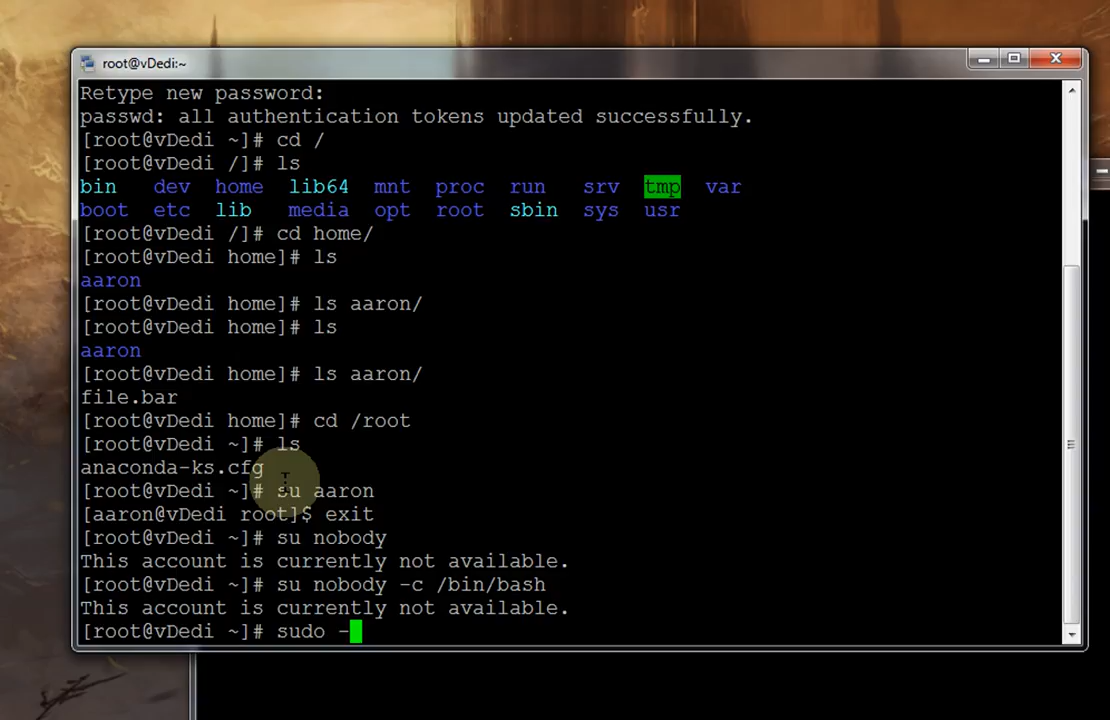 root@vDedi:~
Retype new password:
passwd: all authentication tokens updated successfully.
[root@vDedi ~]# cd /
[root@vDedi /]# ls
bin dev home lib64 mnt proc run srv tmp var
boot etc lib media opt root sbin sys usr
[root@vDedi /]# cd home/
[root@vDedi home]# ls
aaron
[root@vDedi home]# ls aaron/
[root@vDedi home]# ls
aaron
[root@vDedi home]# ls aaron/
file.bar
[root@vDedi home]# cd /root
[root@vDedi ~]# ls
anaconda-ks.cfg
[root@vDedi ~]# su aaron
[aaron@vDedi root]$ exit
[root@vDedi ~]# su nobody
This account is currently not available.
[root@vDedi ~]# su nobody -c /bin/bash
This account is currently not available.
[root@vDedi ~]# sudo -